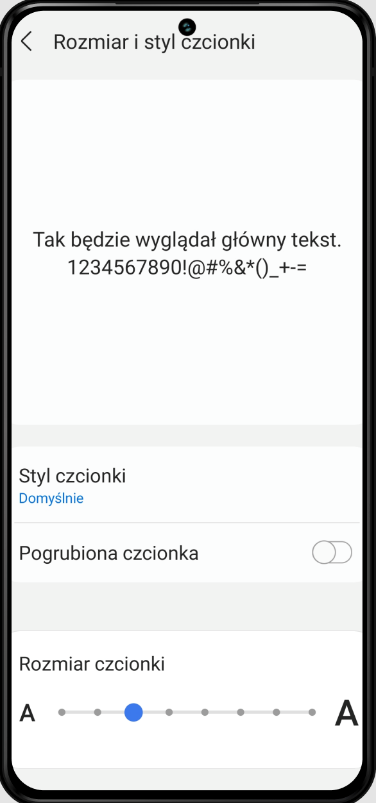 Rozmiar i styl czcionki
Tak będzie wyglądał główny tekst.
1234567890!@#%&*()_+-=
Styl czcionki
Domyślnie
Pogrubiona czcionka
Rozmiar czcionki
A A